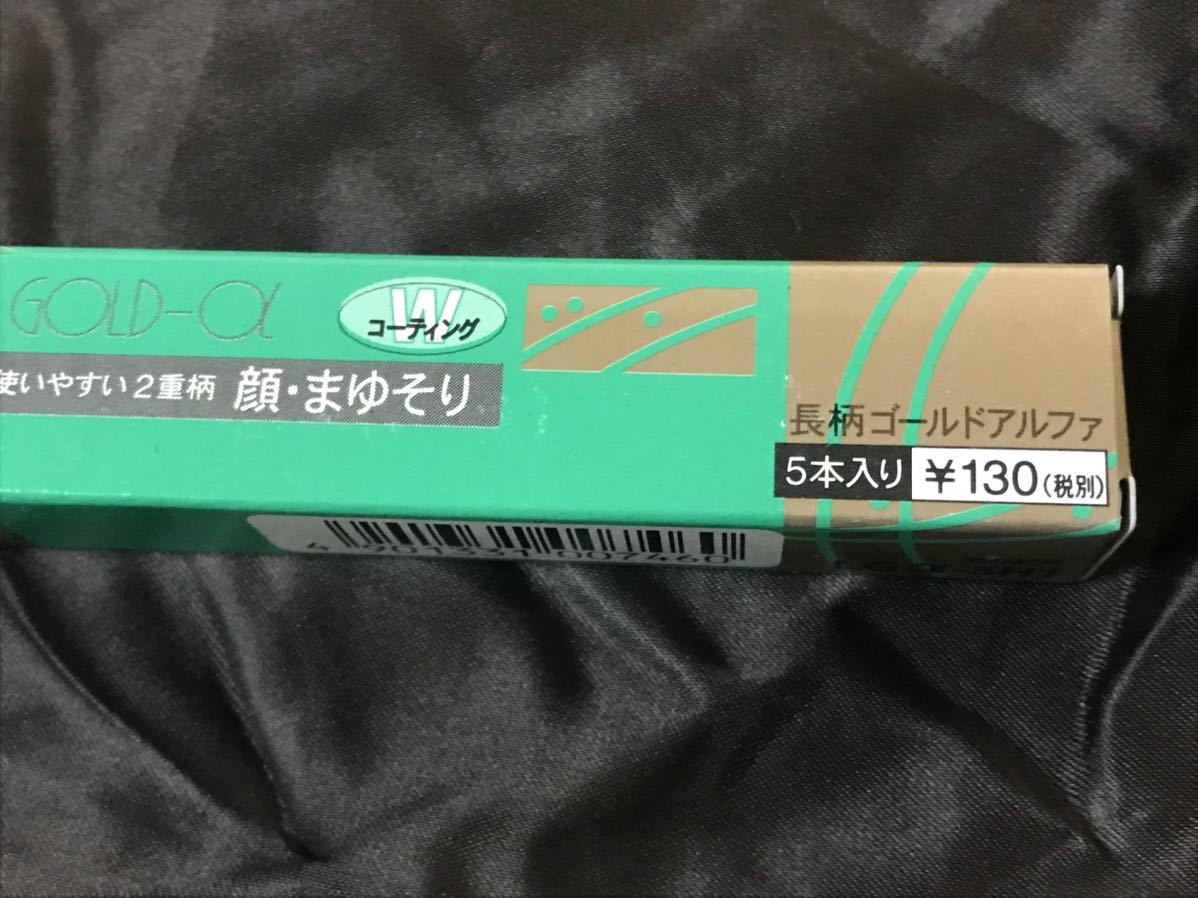 GOLD-α
W
コーティング
使いやすい2重柄 顔・まゆそり
長柄ゴールドアルファ
5本入り ¥130(税別)
4901331007460